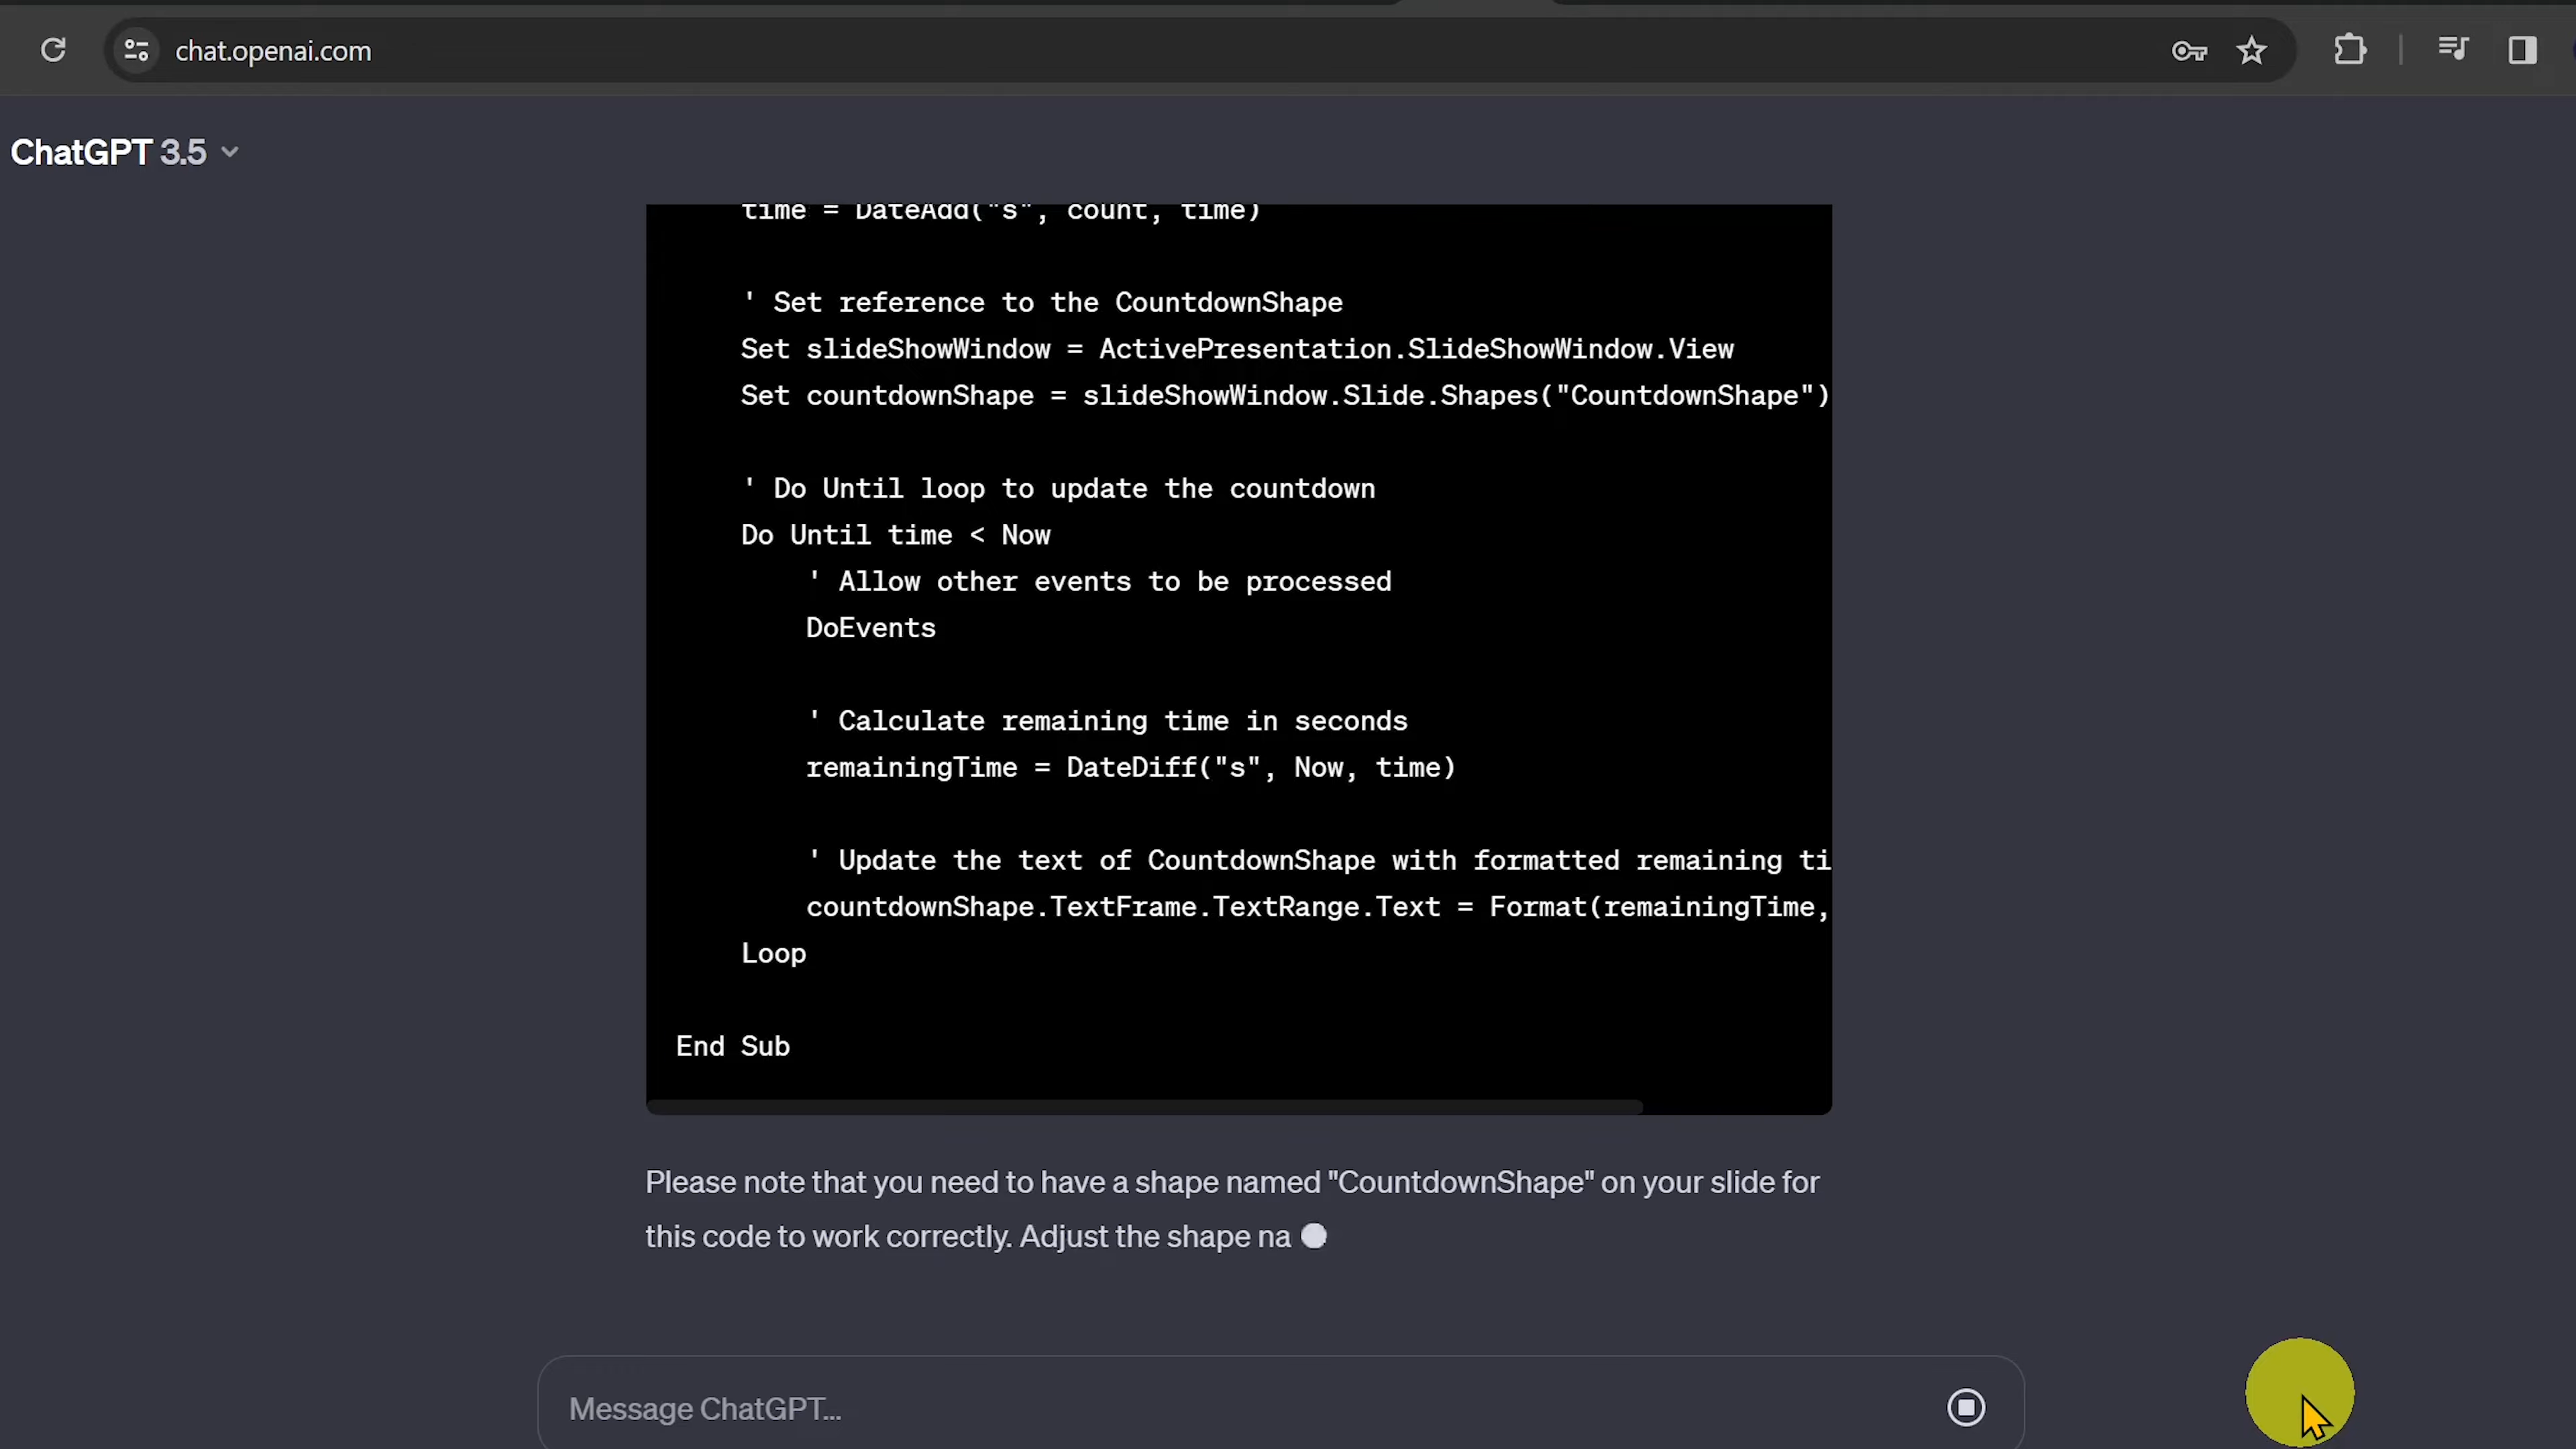 chat.openai.com
ChatGPT 3.5
time = DateAdd("s", count, time)
' Set reference to the CountdownShape
Set slideShowWindow = ActivePresentation.SlideShowWindow.View
Set countdownShape = slideShowWindow.Slide.Shapes("CountdownShape")
' Do Until loop to update the countdown
Do Until time < Now
' Allow other events to be processed
DoEvents
' Calculate remaining time in seconds
remainingTime = DateDiff("s", Now, time)
' Update the text of CountdownShape with formatted remaining ti
countdownShape.TextFrame.TextRange.Text = Format(remainingTime,
Loop
End Sub
Please note that you need to have a shape named "CountdownShape" on your slide for
this code to work correctly. Adjust the shape na
Message ChatGPT...